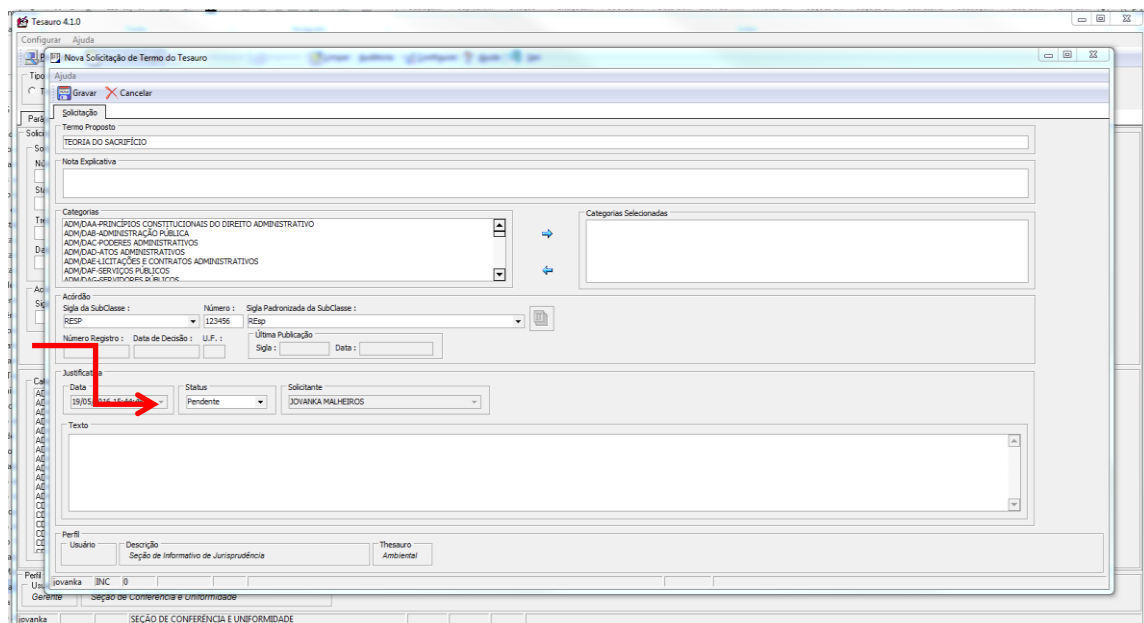 Tesauro 4.1.0
Configurar Ajuda
Nova Solicitação de Termo do Tesauro
Ajuda
Gravar Cancelar
Solicitação
Termo Proposto
TEORIA DO SACRIFÍCIO
Nota Explicativa
Categorias
ADM/DAA-PRINCÍPIOS CONSTITUCIONAIS DO DIREITO ADMINISTRATIVO
ADM/DAB-ADMINISTRAÇÃO PÚBLICA
ADM/DAC-PODERES ADMINISTRATIVOS
ADM/DAD-ATOS ADMINISTRATIVOS
ADM/DAE-LICITAÇÕES E CONTRATOS ADMINISTRATIVOS
ADM/DAF-SERVIÇOS PÚBLICOS
ADM/DAG-SERVIDORES PÚBLICOS
Categorias Selecionadas
Acórdão
Sigla da SubClasse : Número : Sigla Padronizada da SubClasse :
RESP 123456 REsp
Número Registro : Data de Decisão : U.F. : Última Publicação
Sigla : Data :
Justificativa
Data Status Solicitante
Pendente JOVANKA MALHEIROS
Texto
Perfil
Usuário Descrição Thesauro
Seção de Informativo de Jurisprudência Ambiental
jovanka INC 0
Perfil
Gerente Seção de Conferência e Uniformidade
jovanka SEÇÃO DE CONFERÊNCIA E UNIFORMIDADE